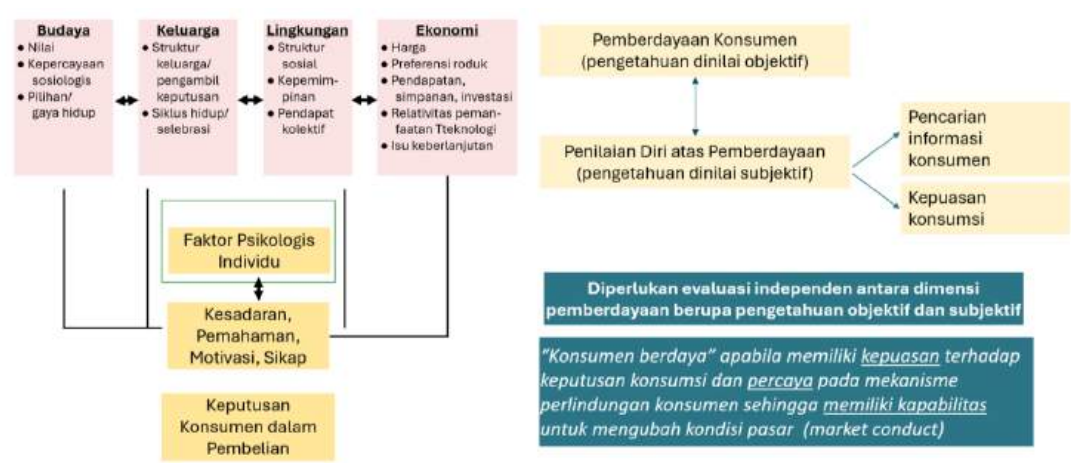 Budaya
● Nilai
● Kepercayaan
sosiologis
● Pilihan/
gaya hidup
Keluarga
● Struktur
keluarga/
pengambil
keputusan
● Siklus hidup/
selebrasi
Lingkungan
● Struktur
sosial
● Kepemim-
pinan
● Pendapat
kolektif
Ekonomi
● Harga
● Preferensi roduk
● Pendapatan,
simpanan, investasi
● Relativitas peman-
faatan Tteknologi
● Isu keberlanjutan
Faktor Psikologis
Individu
Kesadaran,
Pemahaman,
Motivasi, Sikap
Keputusan
Konsumen dalam
Pembelian
Pemberdayaan Konsumen
(pengetahuan dinilai objektif)
Penilaian Diri atas Pemberdayaan
(pengetahuan dinilai subjektif)
Pencarian
informasi
konsumen
Kepuasan
konsumsi
Diperlukan evaluasi independen antara dimensi
pemberdayaan berupa pengetahuan objektif dan subjektif
"Konsumen berdaya" apabila memiliki kepuasan terhadap
keputusan konsumsi dan percaya pada mekanisme
perlindungan konsumen sehingga memiliki kapabilitas
untuk mengubah kondisi pasar (market conduct)